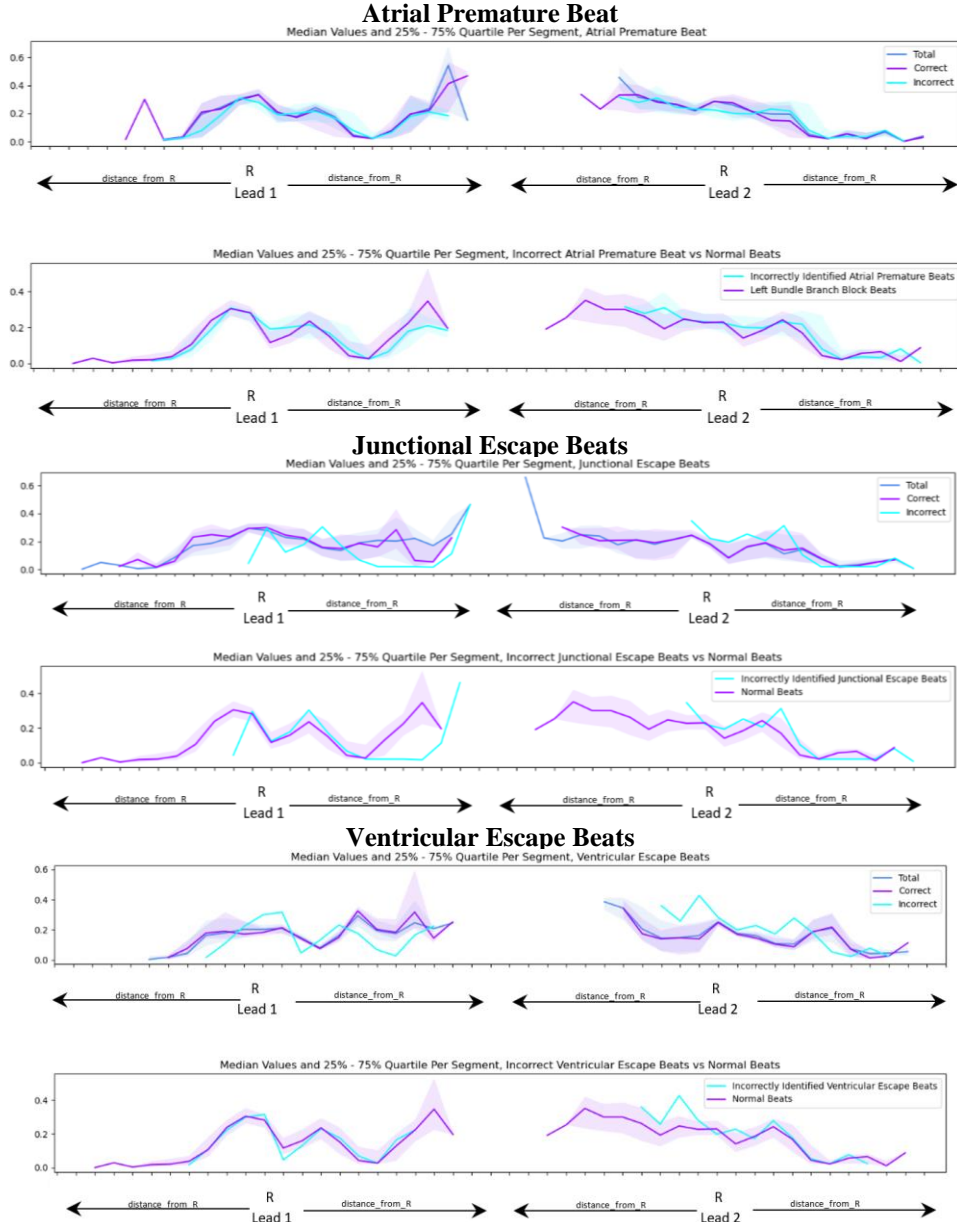 Atrial Premature Beat
Median Values and 25% - 75% Quartile Per Segment, Atrial Premature Beat
0.6
0.4
0.2
0.0
Total
Correct
Incorrect
distance_from_R
R
distance_from_R
distance_from_R
R
distance_from_R
Lead 1
Lead 2
Median Values and 25% - 75% Quartile Per Segment, Incorrect Atrial Premature Beat vs Normal Beats
0.4
0.2
0.0
Incorrectly Identified Atrial Premature Beats
Left Bundle Branch Block Beats
distance_from_R
R
distance_from_R
distance_from_R
R
distance_from_R
Lead 1
Lead 2
Junctional Escape Beats
Median Values and 25% - 75% Quartile Per Segment, Junctional Escape Beats
0.6
0.4
0.2
0.0
Total
Correct
Incorrect
distance_from_R
R
distance_from_R
distance_from_R
R
distance_from_R
Lead 1
Lead 2
Median Values and 25% - 75% Quartile Per Segment, Incorrect Junctional Escape Beats vs Normal Beats
0.4
0.2
0.0
Incorrectly Identified Junctional Escape Beats
Normal Beats
distance_from_R
R
distance_from_R
distance_from_R
R
distance_from_R
Lead 1
Lead 2
Ventricular Escape Beats
Median Values and 25% - 75% Quartile Per Segment, Ventricular Escape Beats
0.6
0.4
0.2
0.0
Total
Correct
Incorrect
distance_from_R
R
distance_from_R
distance_from_R
R
distance_from_R
Lead 1
Lead 2
Median Values and 25% - 75% Quartile Per Segment, Incorrect Ventricular Escape Beats vs Normal Beats
0.4
0.2
0.0
Incorrectly Identified Ventricular Escape Beats
Normal Beats
distance_from_R
R
distance_from_R
distance_from_R
R
distance_from_R
Lead 1
Lead 2